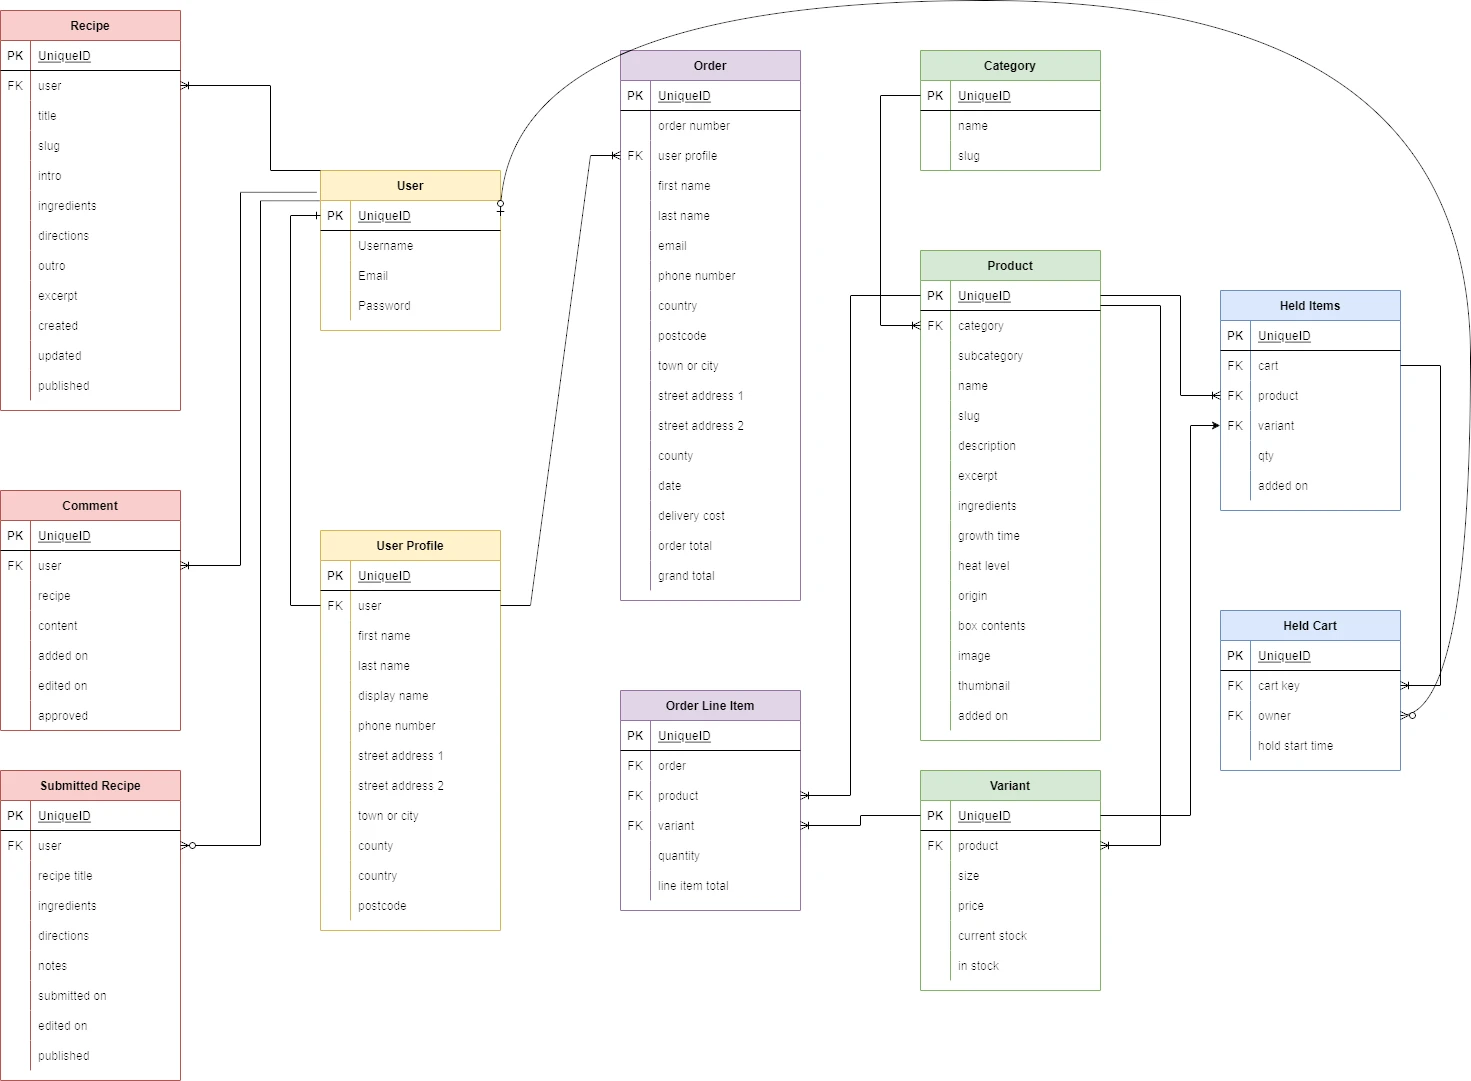 Recipe
PK UniqueID
FK user
title
slug
intro
ingredients
directions
outro
excerpt
created
updated
published
Comment
PK UniqueID
FK user
recipe
content
added on
edited on
approved
Submitted Recipe
PK UniqueID
FK user
recipe title
ingredients
directions
notes
submitted on
edited on
published
User
PK UniqueID
Username
Email
Password
User Profile
PK UniqueID
FK user
first name
last name
display name
phone number
street address 1
street address 2
town or city
county
country
postcode
Order
PK UniqueID
order number
FK user profile
first name
last name
email
phone number
country
postcode
town or city
street address 1
street address 2
county
date
delivery cost
order total
grand total
Order Line Item
PK UniqueID
FK order
FK product
FK variant
quantity
line item total
Category
PK UniqueID
name
slug
Product
PK UniqueID
FK category
subcategory
name
slug
description
excerpt
ingredients
growth time
heat level
origin
box contents
image
thumbnail
added on
Variant
PK UniqueID
FK product
size
price
current stock
in stock
Held Items
PK UniqueID
FK cart
FK product
FK variant
qty
added on
Held Cart
PK UniqueID
FK cart key
FK owner
hold start time